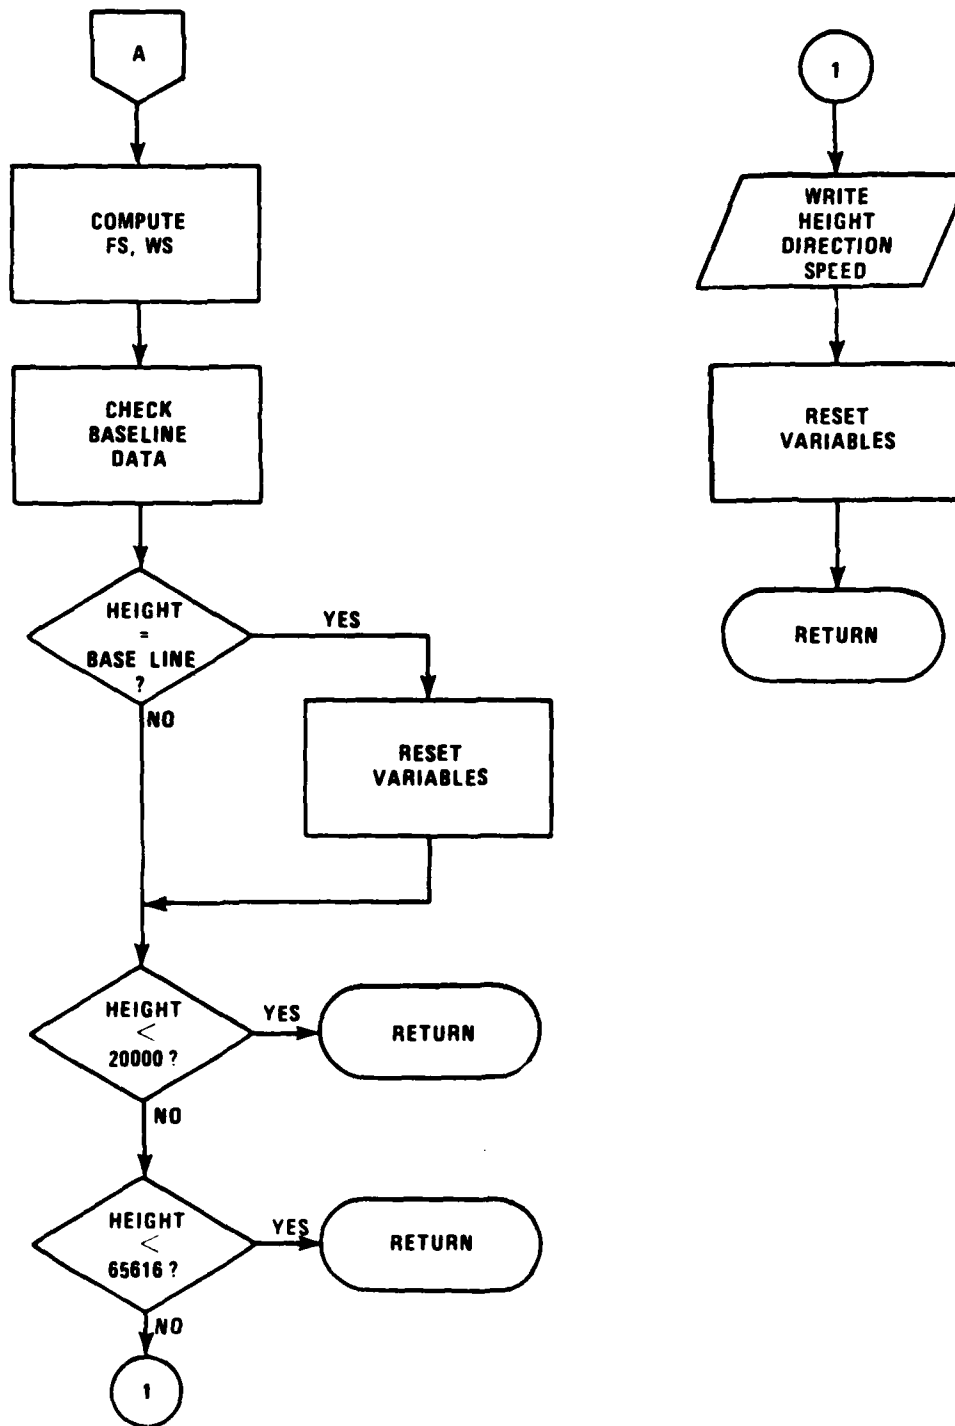 A
COMPUTE
FS, WS
CHECK
BASELINE
DATA
HEIGHT
=
BASE LINE
?
YES
NO
RESET
VARIABLES
HEIGHT
<
20000 ?
YES
RETURN
NO
HEIGHT
<
65616 ?
YES
RETURN
NO
1
1
WRITE
HEIGHT
DIRECTION
SPEED
RESET
VARIABLES
RETURN